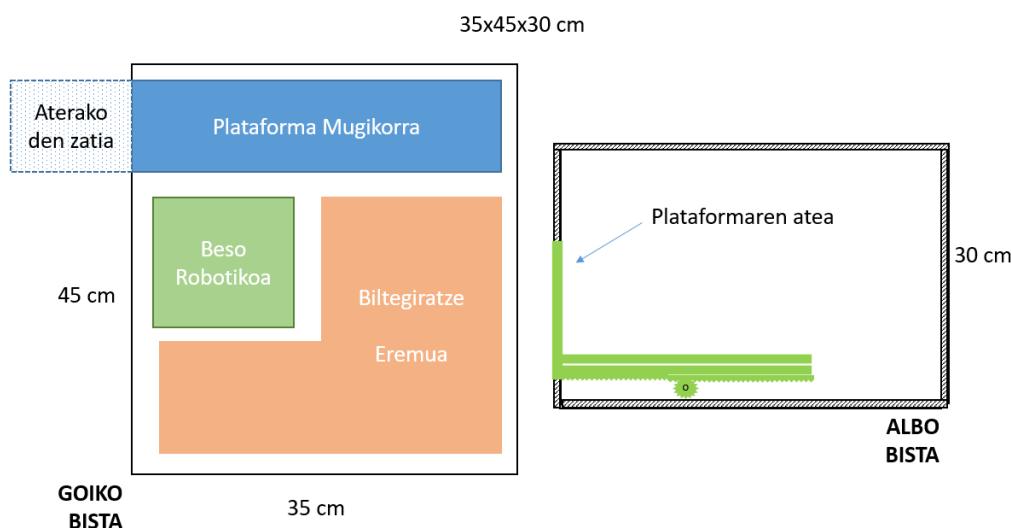 35x45x30 cm
Aterako
den zatia
Plataforma Mugikorra
Beso
Robotikoa
Biltegiratze
Eremua
45 cm
35 cm
GOIKO
BISTA
Plataformaren atea
30 cm
ALBO
BISTA